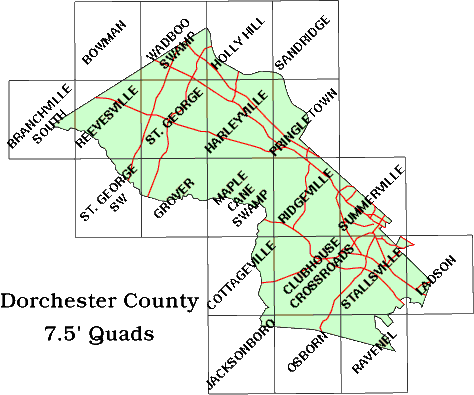 BOWMAN
WADBOO
SWAMP
HOLLY HILL
SANDRIDGE
BRANCHVILLE
SOUTH
REEVESVILLE
ST. GEORGE
HARLEYVILLE
PRINGLETOWN
ST. GEORGE
SW
GROVER
MAPLE
CANE
SWAMP
RIDGEVILLE
SUMMERVILLE
COTTAGEVILLE
CLUBHOUSE
CROSSROADS
STALLSVILLE
LADSON
Dorchester County
7.5' Quads
JACKSONBORO
OSBORN
RAVENEL